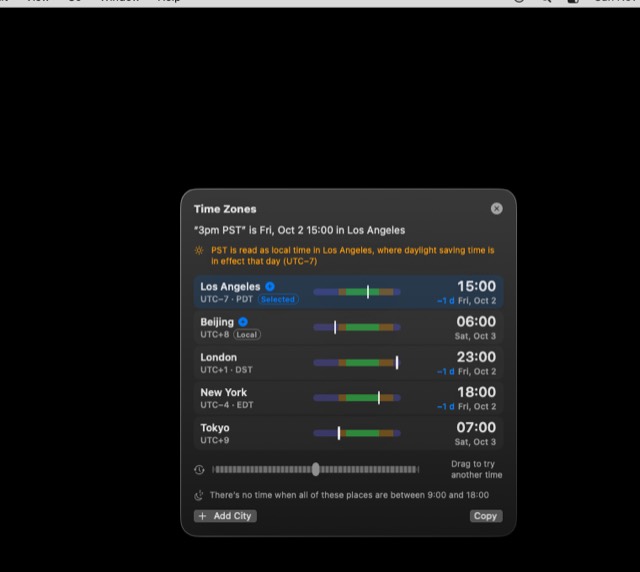 Time Zones
"3pm PST" is Fri, Oct 2 15:00 in Los Angeles
PST is read as local time in Los Angeles, where daylight saving time is
in effect that day (UTC−7)
Los Angeles
15:00
UTC−7 · PDT Selected
−1 d Fri, Oct 2
Beijing
06:00
UTC+8 Local
Sat, Oct 3
London
23:00
UTC+1 · DST
−1 d Fri, Oct 2
New York
18:00
UTC−4 · EDT
−1 d Fri, Oct 2
Tokyo
07:00
UTC+9
Sat, Oct 3
Drag to try
another time
There's no time when all of these places are between 9:00 and 18:00
+ Add City
Copy